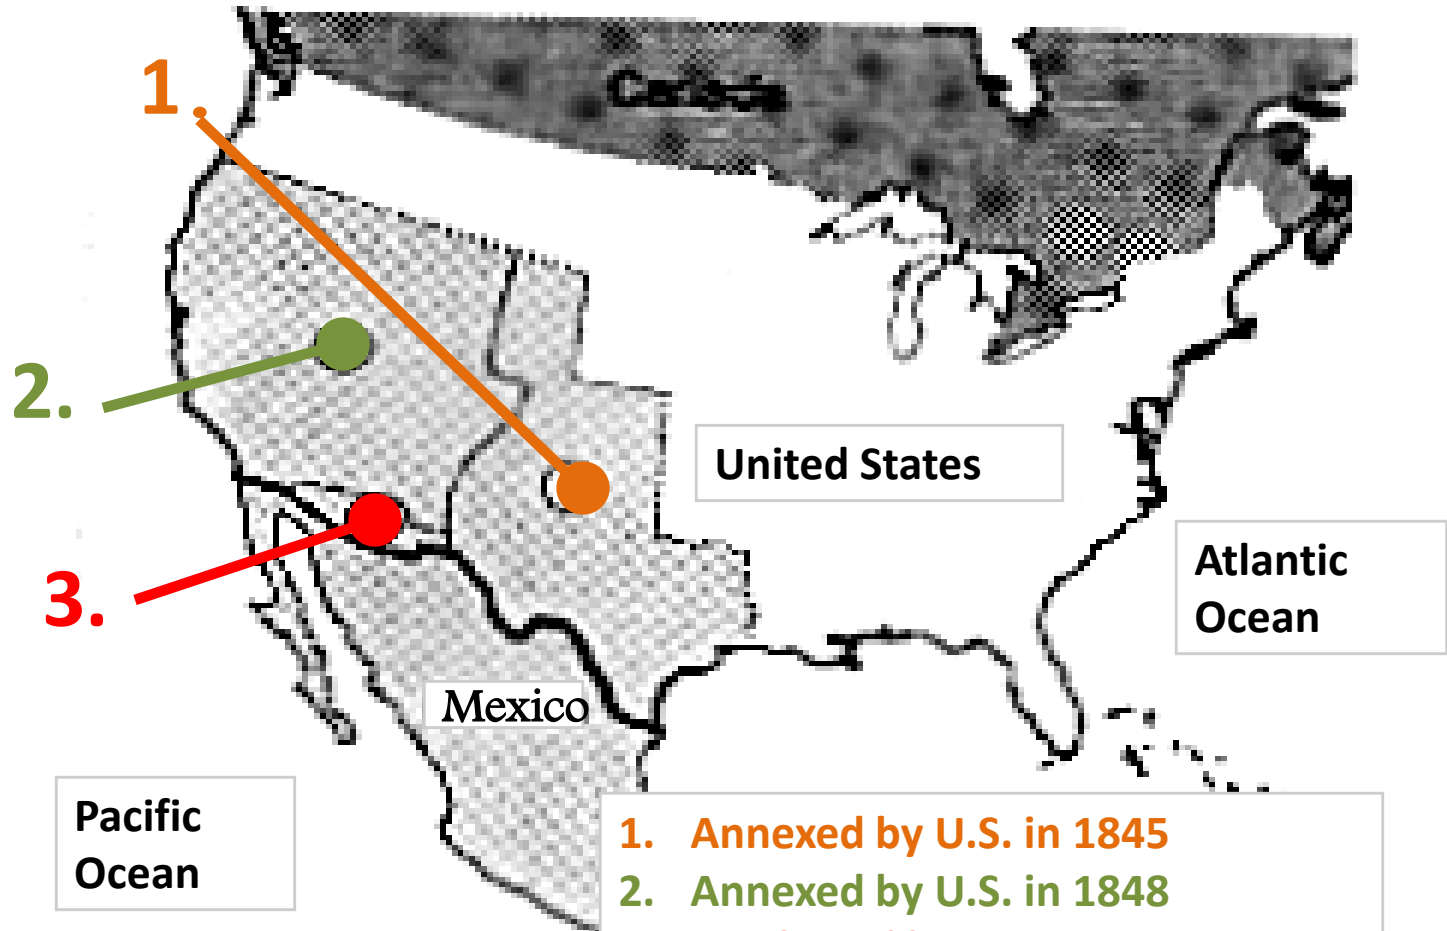 Canada
1.
2.
United States
3.
Atlantic
Ocean
Mexico
Pacific
Ocean
1. Annexed by U.S. in 1845
2. Annexed by U.S. in 1848